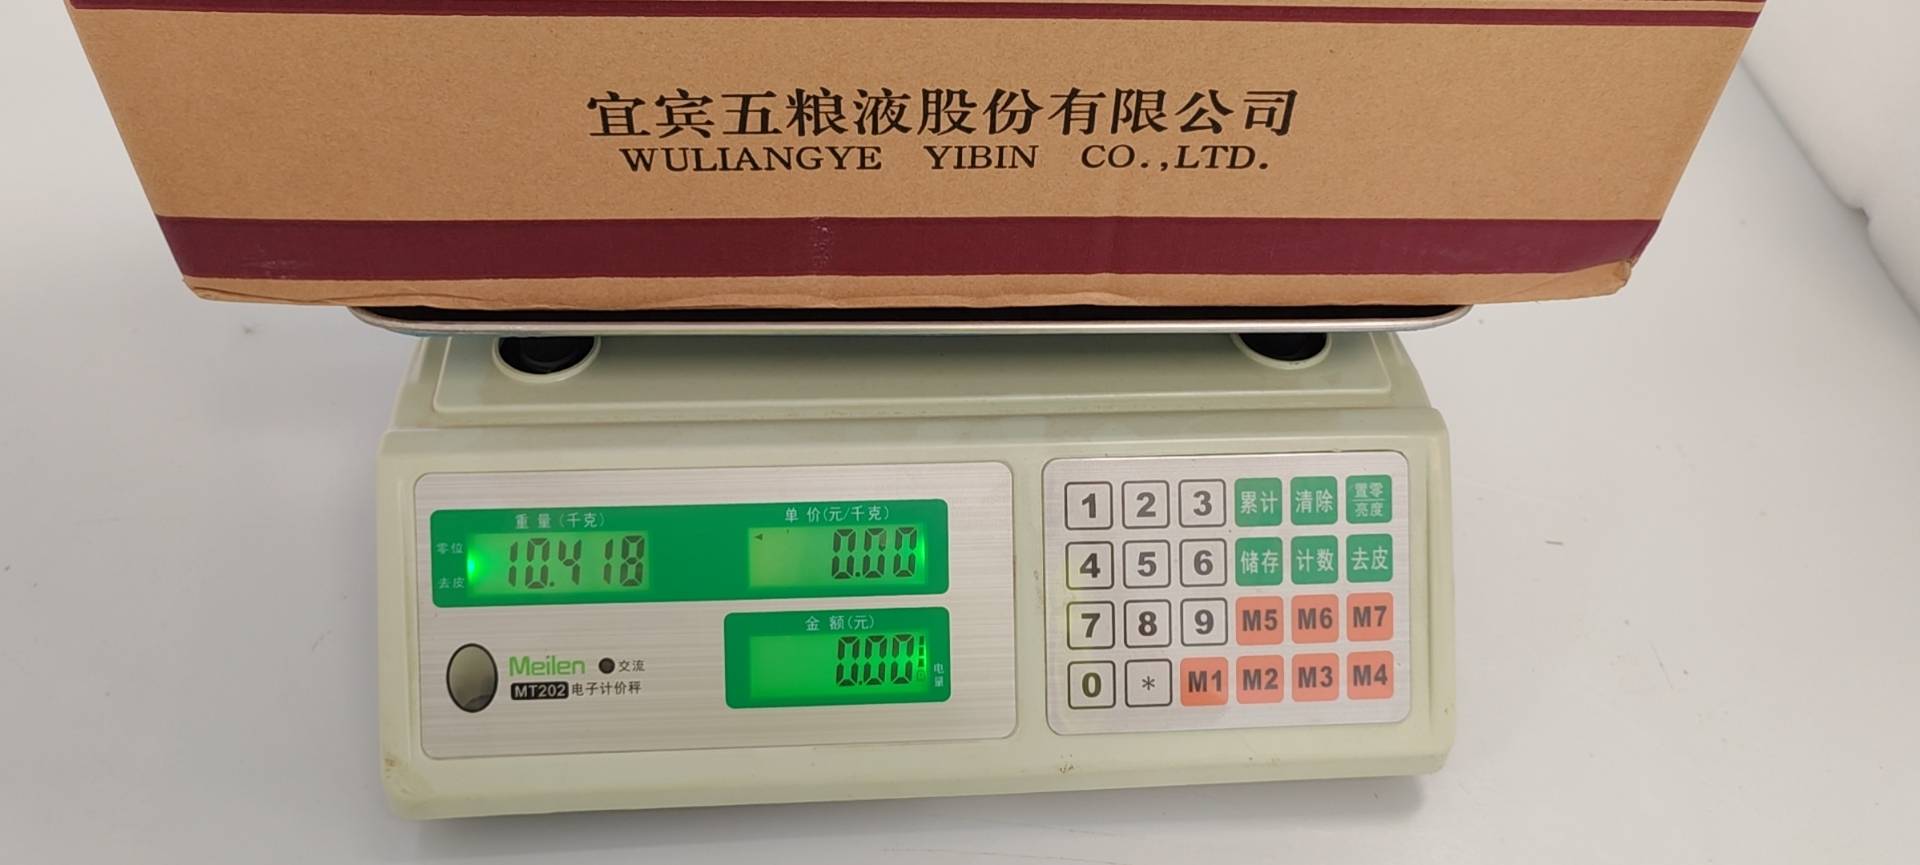 宜宾五粮液股份有限公司
WULIANGYE YIBIN CO.,LTD.
重量(千克)
零位
去皮
10.418
单价(元/千克)
0.00
金额(元)
0.00
电量
Meilen 交流
MT202 电子计价秤
1 2 3 累计 清除 置零 亮度
4 5 6 储存 计数 去皮
7 8 9 M5 M6 M7
0 * M1 M2 M3 M4